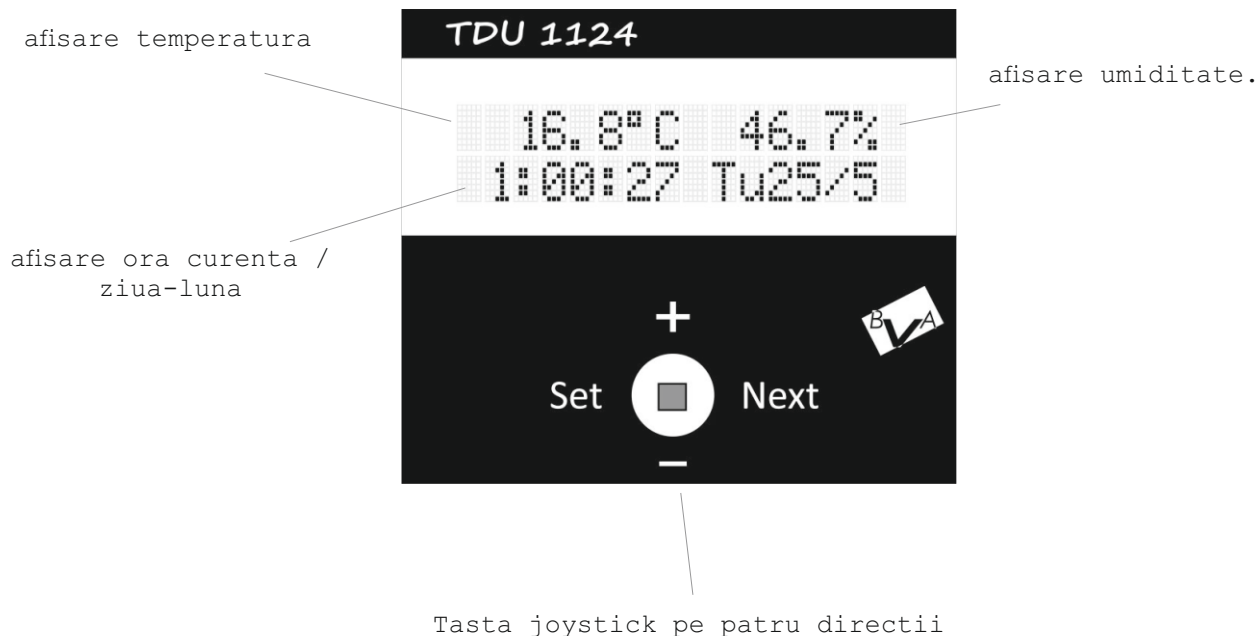 TDU 1124
afisare temperatura
afisare umiditate.
16.8°C 46.7%
1:00:27 Tu25/5
afisare ora curenta /
ziua-luna
+
BVA
Set Next
−
Tasta joystick pe patru directii